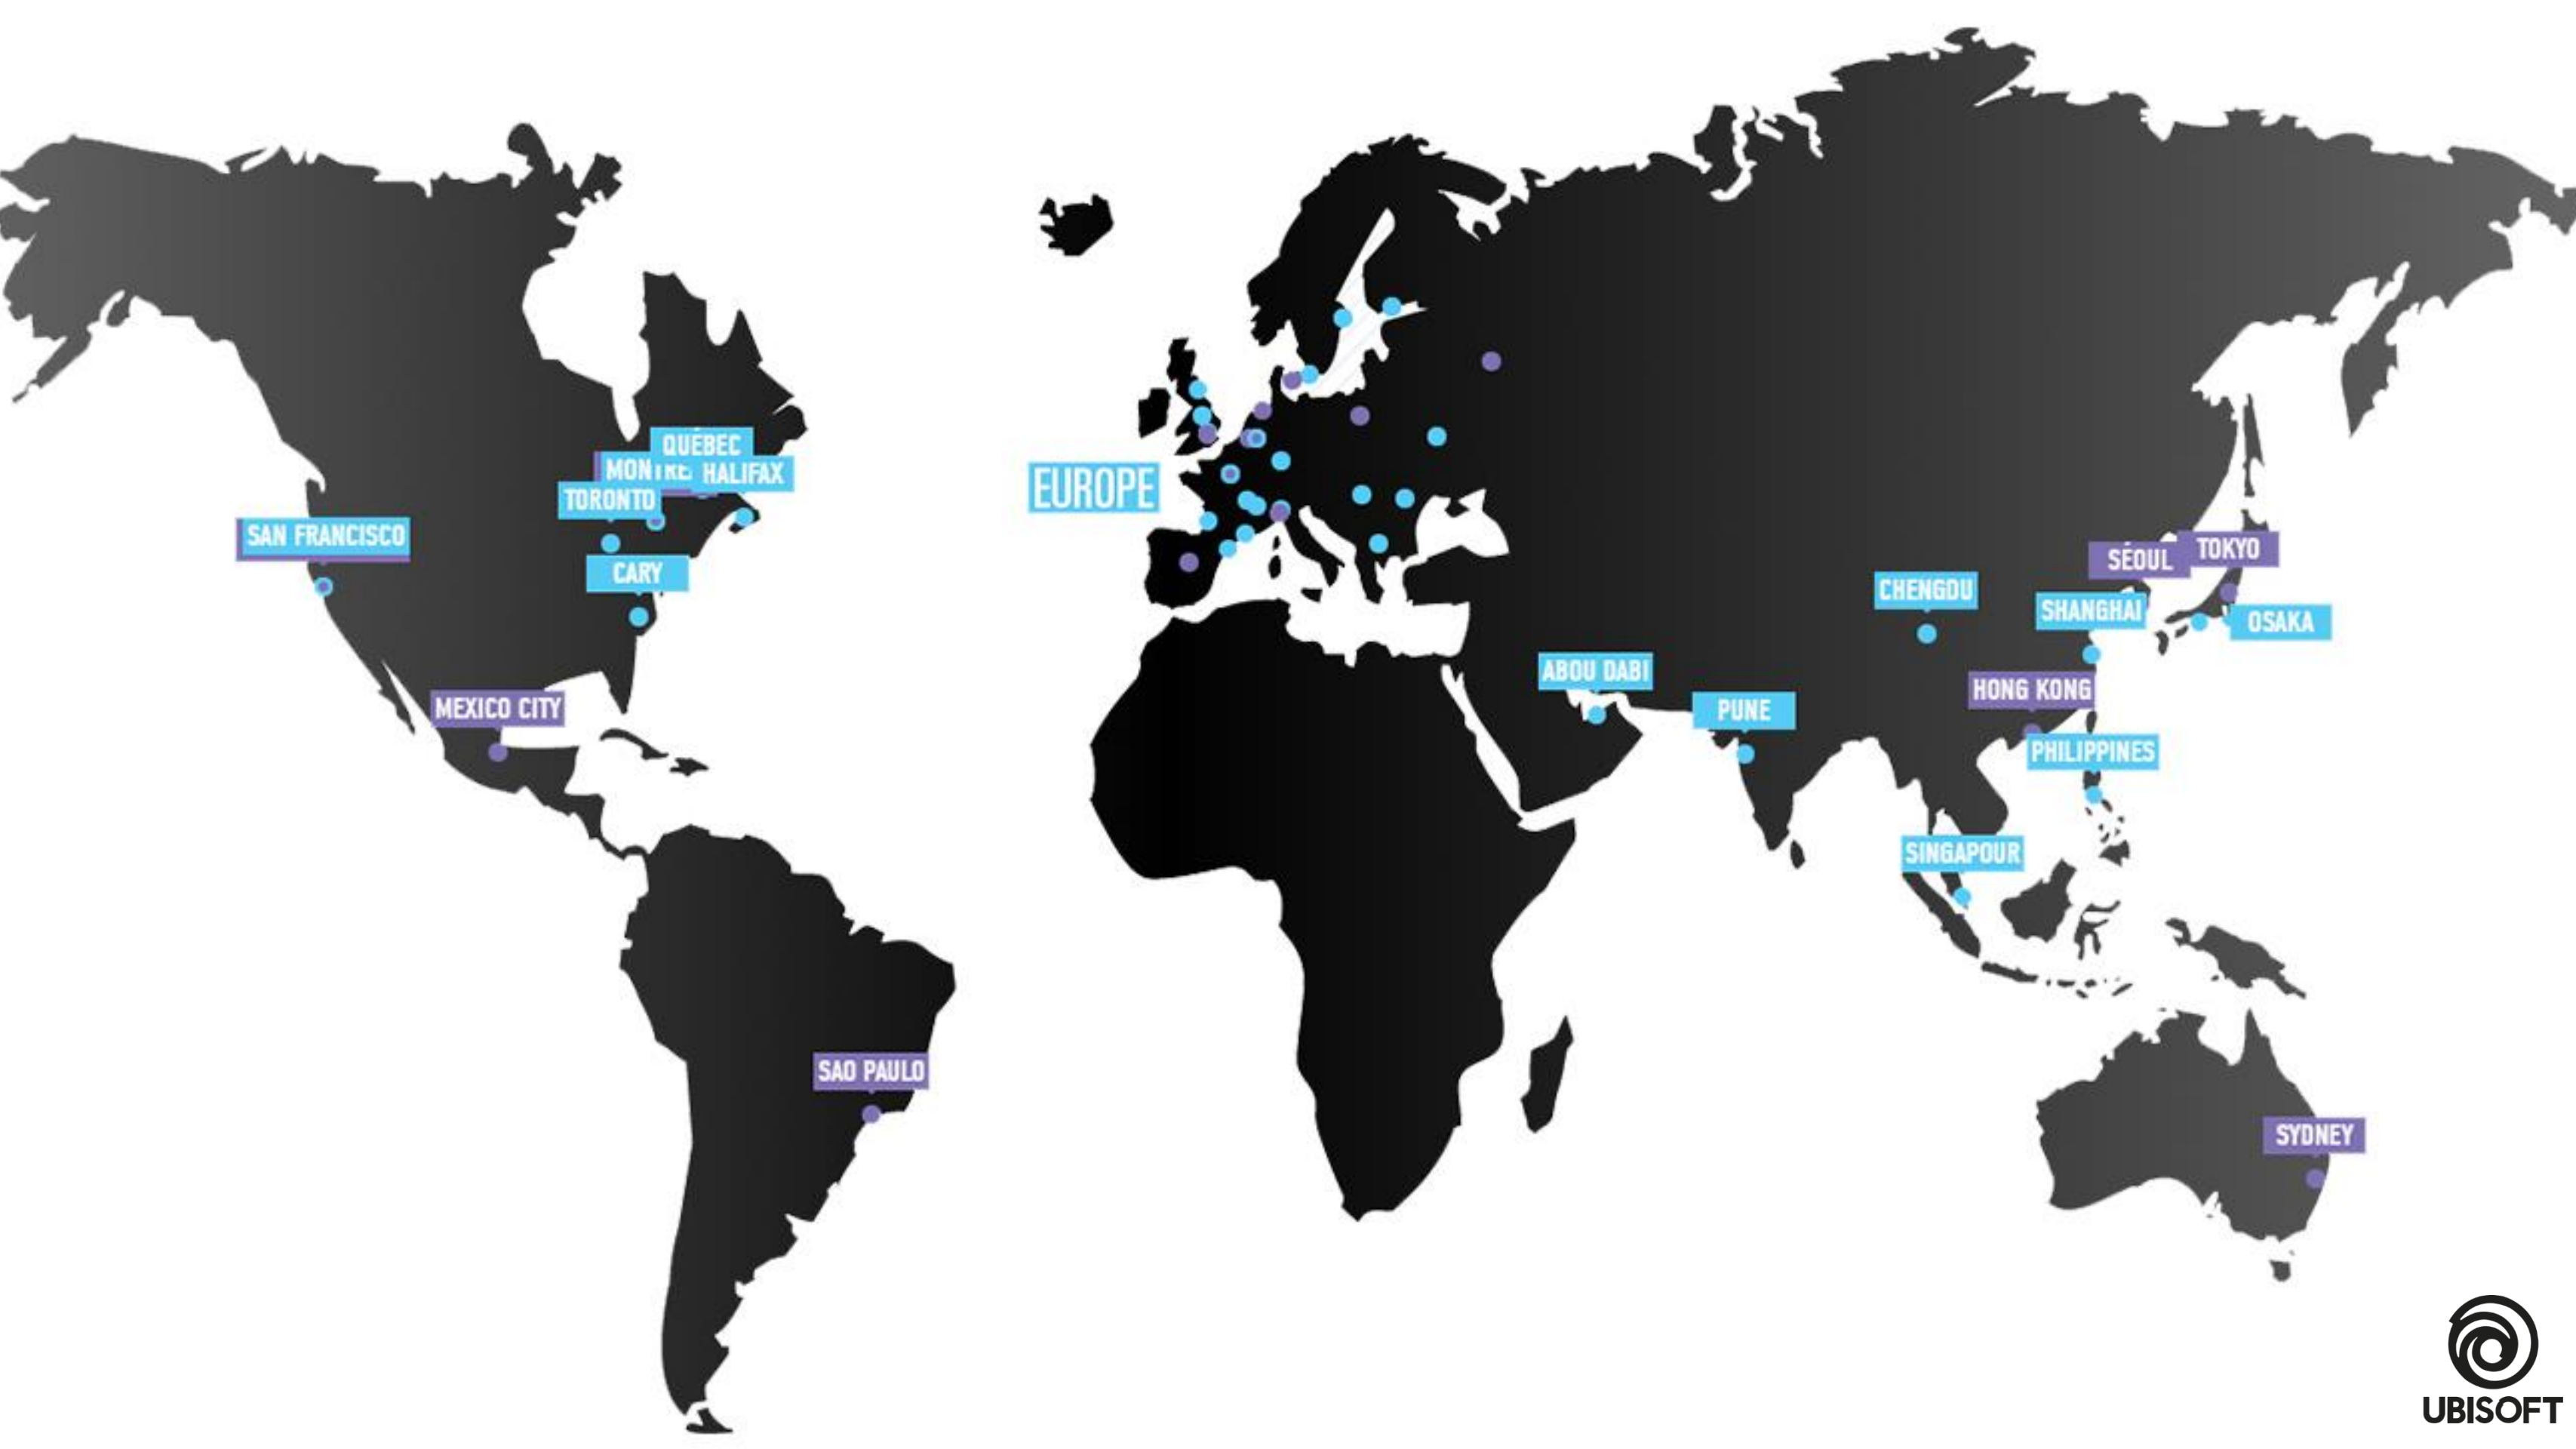 QUÉBEC
HALIFAX
TORONTO
SAN FRANCISCO
EUROPE
CARY
MEXICO CITY
SÉOUL
TOKYO
CHENGDU
SHANGHAI
OSAKA
ABOU DABI
HONG KONG
PUNE
PHILIPPINES
SINGAPOUR
SAO PAULO
SYDNEY
UBISOFT